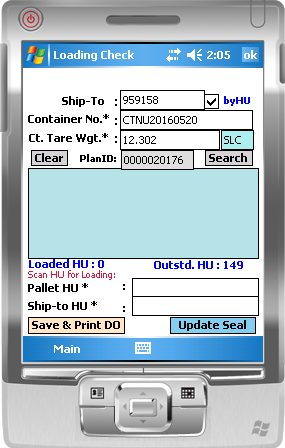 Loading Check 2:05 ok
Ship-To : 959158 byHU
Container No.* : CTNU20160520
Ct. Tare Wgt.* : 12.302 SLC
Clear PlanID: 0000020176 Search
Loaded HU : 0 Outstd. HU : 149
Scan HU for Loading:
Pallet HU * :
Ship-to HU * :
Save & Print DO Update Seal
Main